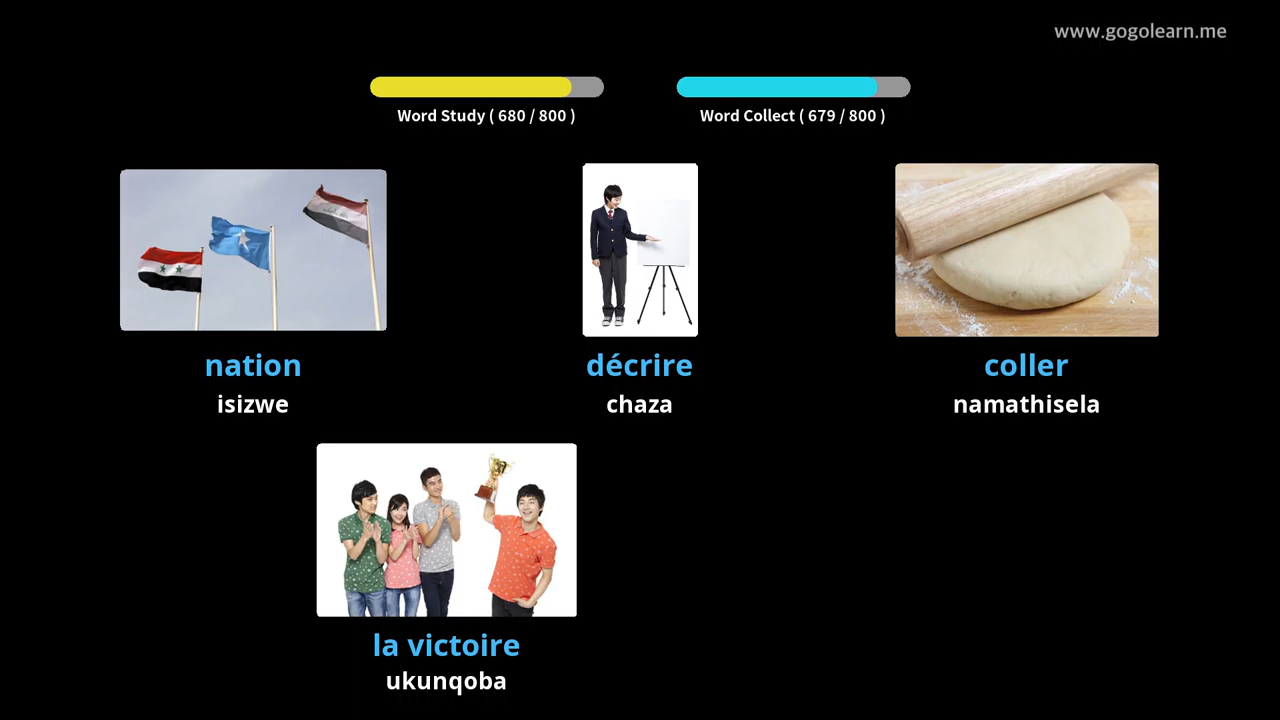 www.gogolearn.me
Word Study ( 680 / 800 )
Word Collect ( 679 / 800 )
nation
isizwe
décrire
chaza
coller
namathisela
la victoire
ukunqoba